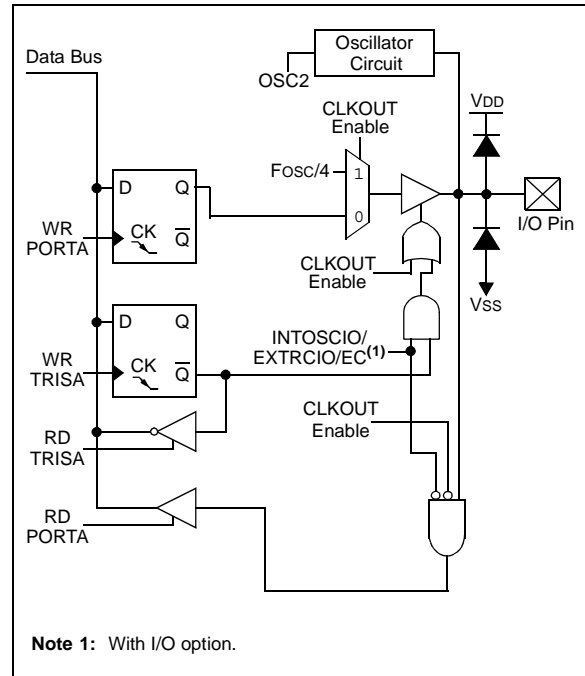 Data Bus
Oscillator
Circuit
OSC2
VDD
CLKOUT
Enable
FOSC/4
1
0
D
Q
CK
Q̅
WR
PORTA
I/O Pin
CLKOUT
Enable
VSS
D
Q
CK
Q̅
WR
TRISA
INTOSCIO/
EXTRCIO/EC(1)
CLKOUT
Enable
RD
TRISA
RD
PORTA
Note 1: With I/O option.